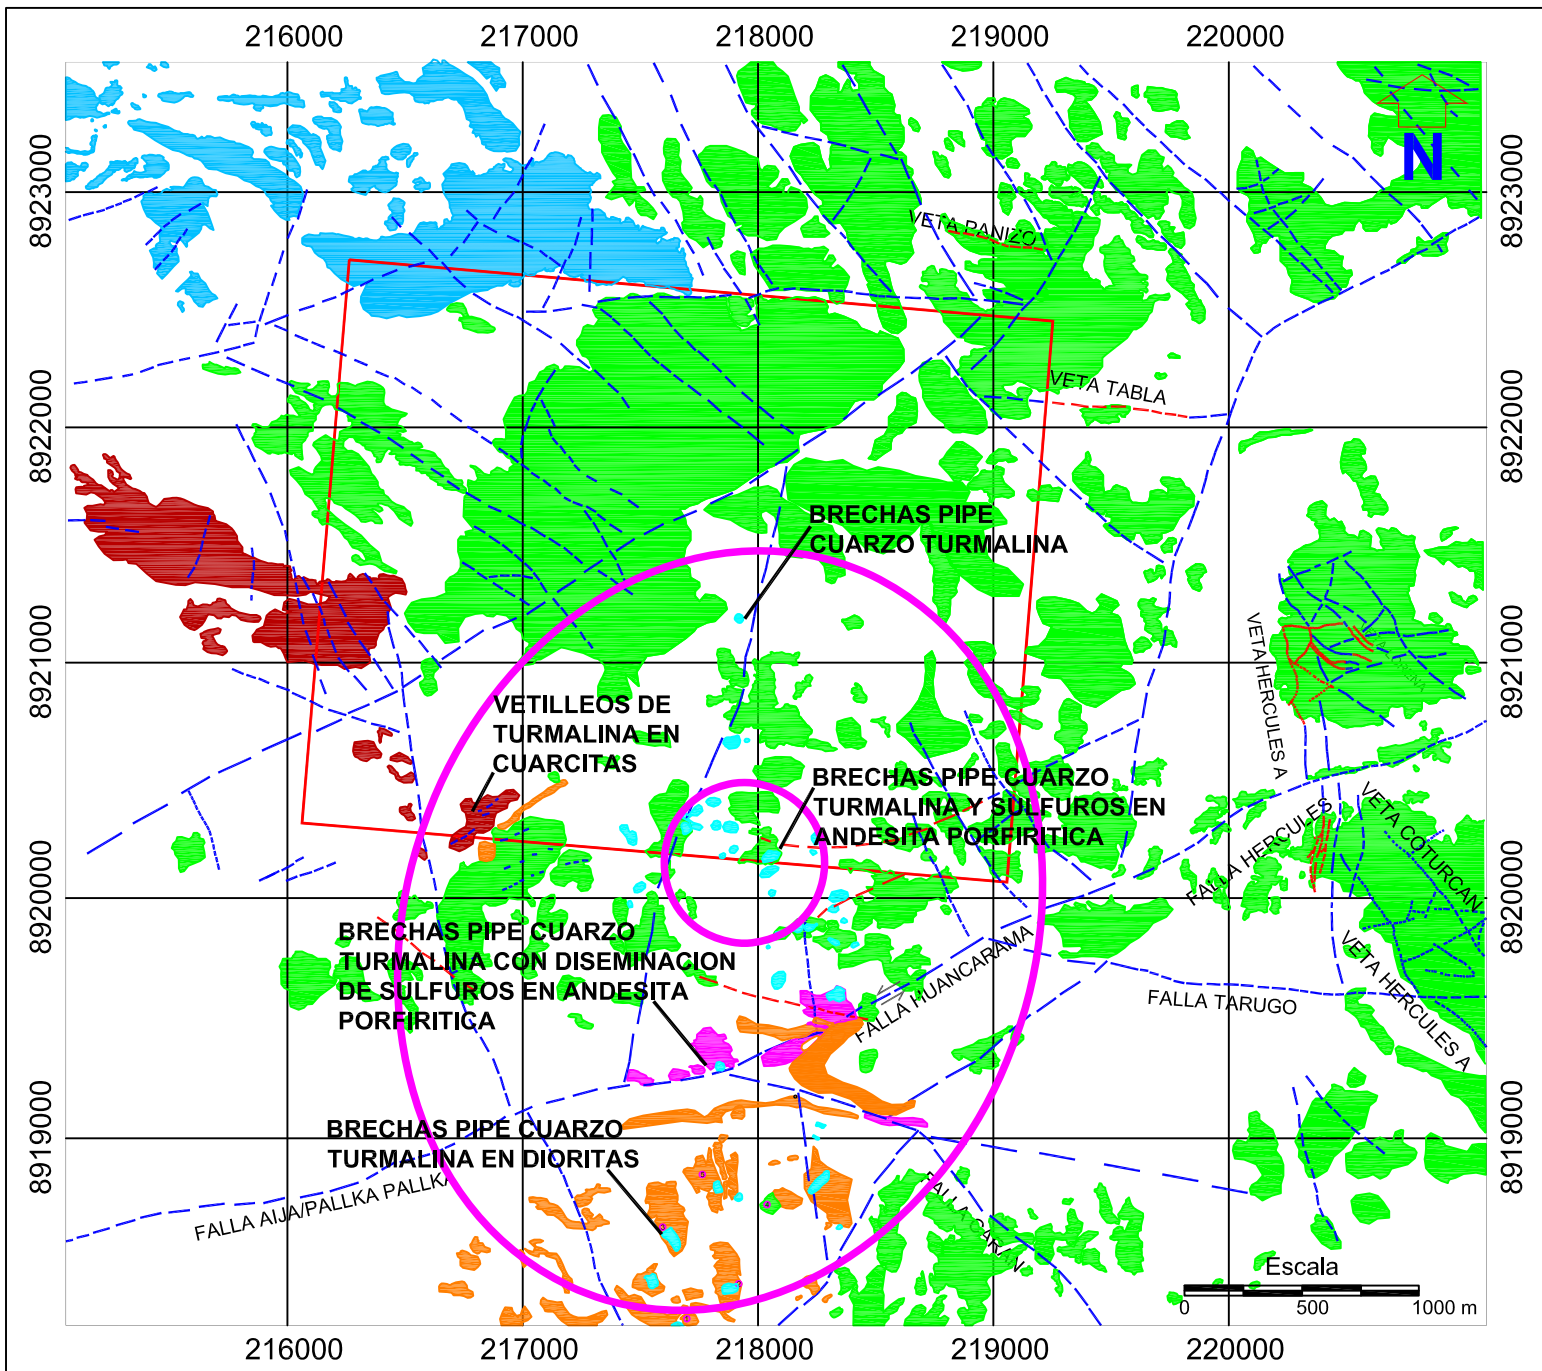 216000
217000
218000
219000
220000
N
8923000
8923000
VETA PANIZO
VETA TABLA
8922000
8922000
BRECHAS PIPE
CUARZO TURMALINA
8921000
8921000
VETA HERCULES A
VETILLEOS DE
TURMALINA EN
CUARCITAS
BRECHAS PIPE CUARZO
TURMALINA Y SULFUROS EN
ANDESITA PORFIRITICA
FALLA HERCULES
VETA COTURCAN
8920000
8920000
BRECHAS PIPE CUARZO
TURMALINA CON DISEMINACION
DE SULFUROS EN ANDESITA
PORFIRITICA
FALLA HUANCARAMA
FALLA TARUGO
VETA HERCULES A
8919000
8919000
BRECHAS PIPE CUARZO
TURMALINA EN DIORITAS
FALLA AIJA/PALLKA PALLKA
Escala
0
500
1000 m
216000
217000
218000
219000
220000